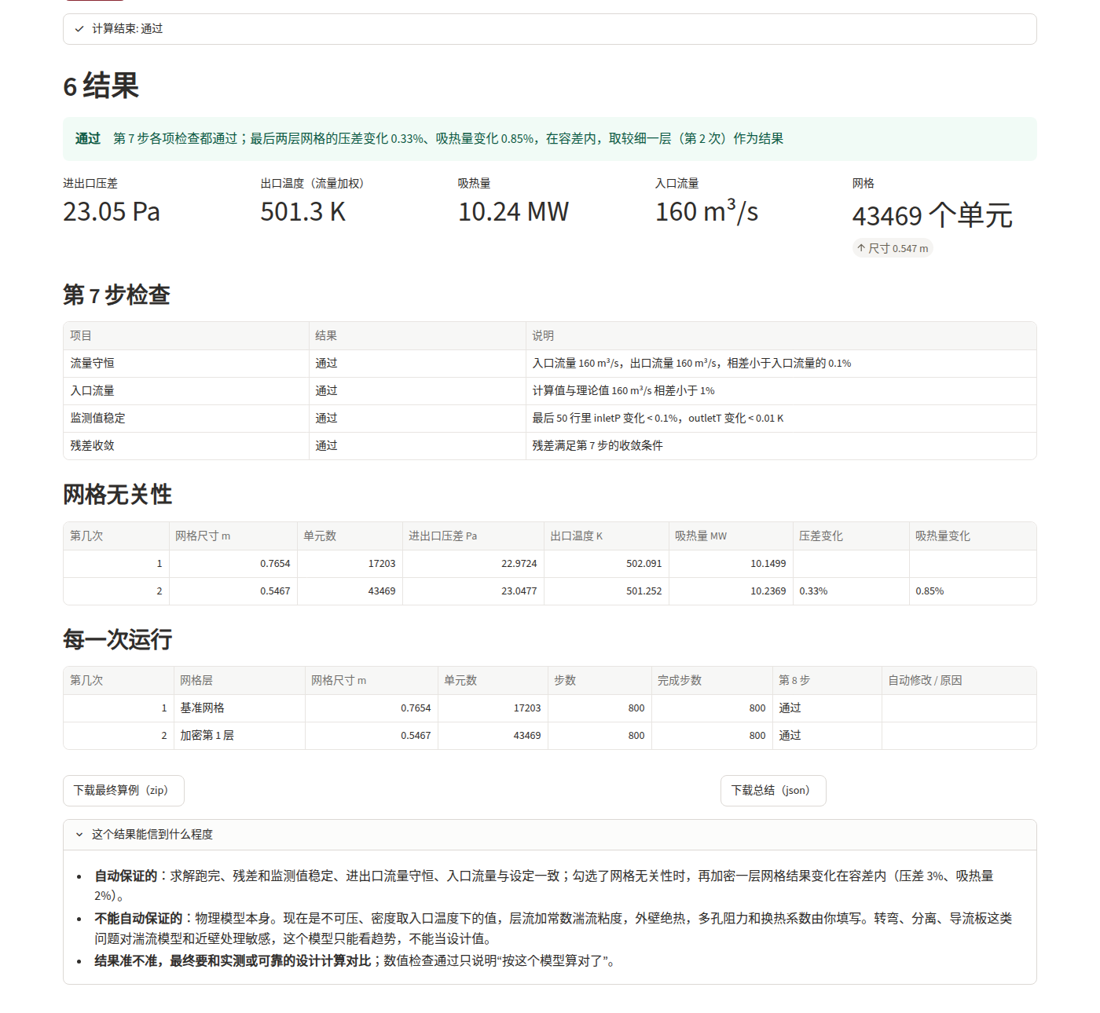 计算结束: 通过
6 结果
通过 第 7 步各项检查都通过；最后两层网格的压差变化 0.33%、吸热量变化 0.85%，在容差内，取较细一层（第 2 次）作为结果
进出口压差 出口温度（流量加权） 吸热量 入口流量 网格
23.05 Pa 501.3 K 10.24 MW 160 m³/s 43469 个单元
↑ 尺寸 0.547 m
第 7 步检查
项目 结果 说明
流量守恒 通过 入口流量 160 m³/s，出口流量 160 m³/s，相差小于入口流量的 0.1%
入口流量 通过 计算值与理论值 160 m³/s 相差小于 1%
监测值稳定 通过 最后 50 行里 inletP 变化 < 0.1%，outletT 变化 < 0.01 K
残差收敛 通过 残差满足第 7 步的收敛条件
网格无关性
第几次 网格尺寸 m 单元数 进出口压差 Pa 出口温度 K 吸热量 MW 压差变化 吸热量变化
1 0.7654 17203 22.9724 502.091 10.1499
2 0.5467 43469 23.0477 501.252 10.2369 0.33% 0.85%
每一次运行
第几次 网格层 网格尺寸 m 单元数 步数 完成步数 第 8 步 自动修改 / 原因
1 基准网格 0.7654 17203 800 800 通过
2 加密第 1 层 0.5467 43469 800 800 通过
下载最终算例（zip） 下载总结（json）
这个结果能信到什么程度
• 自动保证的：求解跑完、残差和监测值稳定、进出口流量守恒、入口流量与设定一致；勾选了网格无关性时，再加密一层网格结果变化在容差内（压差 3%、吸热量
2%）。
• 不能自动保证的：物理模型本身。现在是不可压、密度取入口温度下的值，层流加常数湍流粘度，外壁绝热，多孔阻力和换热系数由你填写。转弯、分离、导流板这类
问题对湍流模型和近壁处理敏感，这个模型只能看趋势，不能当设计值。
• 结果准不准，最终要和实测或可靠的设计计算对比；数值检查通过只说明“按这个模型算对了”。